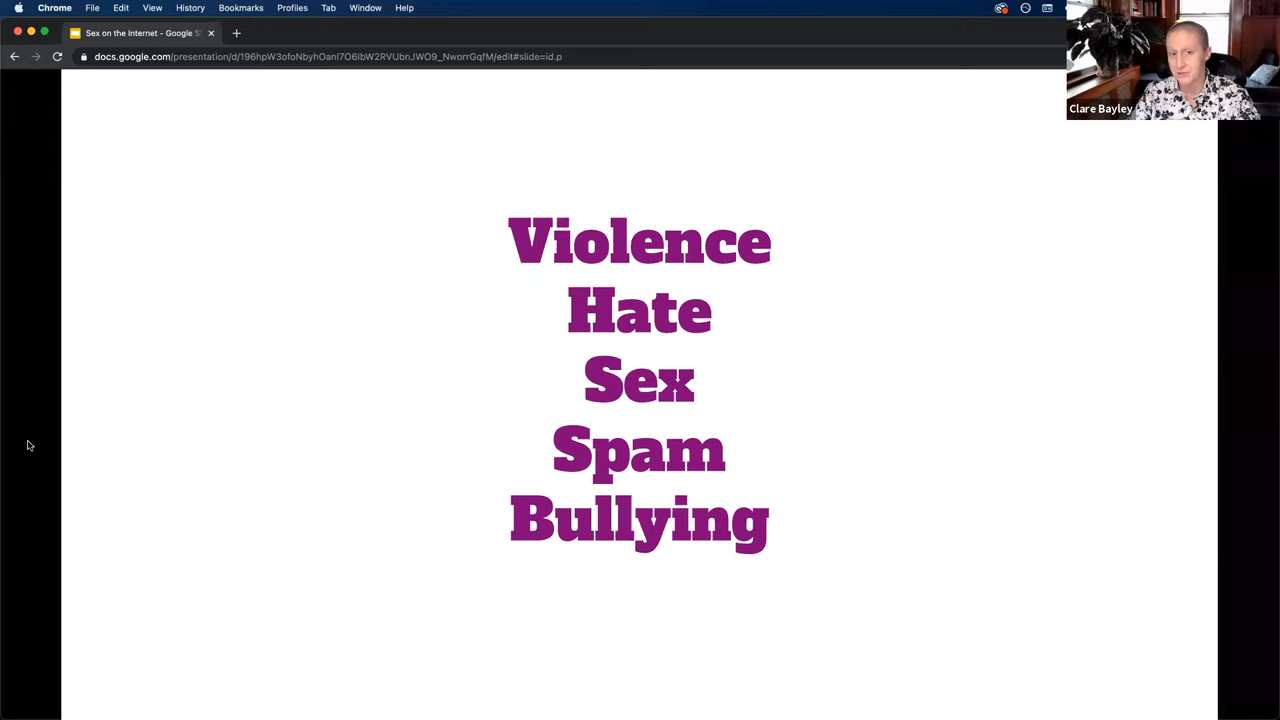 Chrome File Edit View History Bookmarks Profiles Tab Window Help
Sex on the Internet - Google S
docs.google.com/presentation/d/196hpW3ofoNbyhOanI7O6IbW2RVUbnJWO9_NworrGqfM/edit#slide=id.p
Clare Bayley
Violence
Hate
Sex
Spam
Bullying